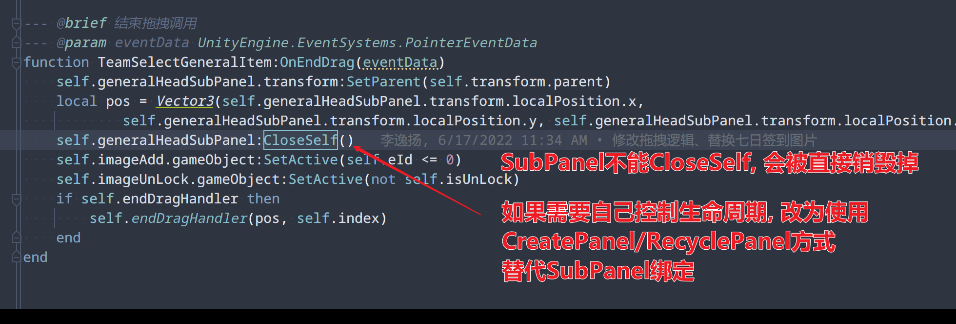 --- @brief 结束拖拽调用
--- @param eventData UnityEngine.EventSystems.PointerEventData
function TeamSelectGeneralItem:OnEndDrag(eventData)
self.generalHeadSubPanel.transform:SetParent(self.transform.parent)
local pos = Vector3(self.generalHeadSubPanel.transform.localPosition.x,
self.generalHeadSubPanel.transform.localPosition.y, self.generalHeadSubPanel.transform.localPosition.
self.generalHeadSubPanel:CloseSelf() 李逸扬, 6/17/2022 11:34 AM • 修改拖拽逻辑、替换七日签到图片
self.imageAdd.gameObject:SetActive(self.eId <= 0)
SubPanel不能CloseSelf, 会被直接销毁掉
self.imageUnLock.gameObject:SetActive(not self.isUnLock)
if self.endDragHandler then
如果需要自己控制生命周期, 改为使用
self.endDragHandler(pos, self.index)
end
CreatePanel/RecyclePanel方式
end
替代SubPanel绑定